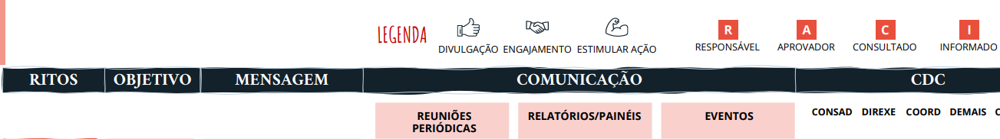 LEGENDA
DIVULGAÇÃO ENGAJAMENTO ESTIMULAR AÇÃO
R A C I
RESPONSÁVEL APROVADOR CONSULTADO INFORMADO
RITOS OBJETIVO MENSAGEM COMUNICAÇÃO CDC
REUNIÕES PERIÓDICAS RELATÓRIOS/PAINÉIS EVENTOS
CONSAD DIREXE COORD DEMAIS